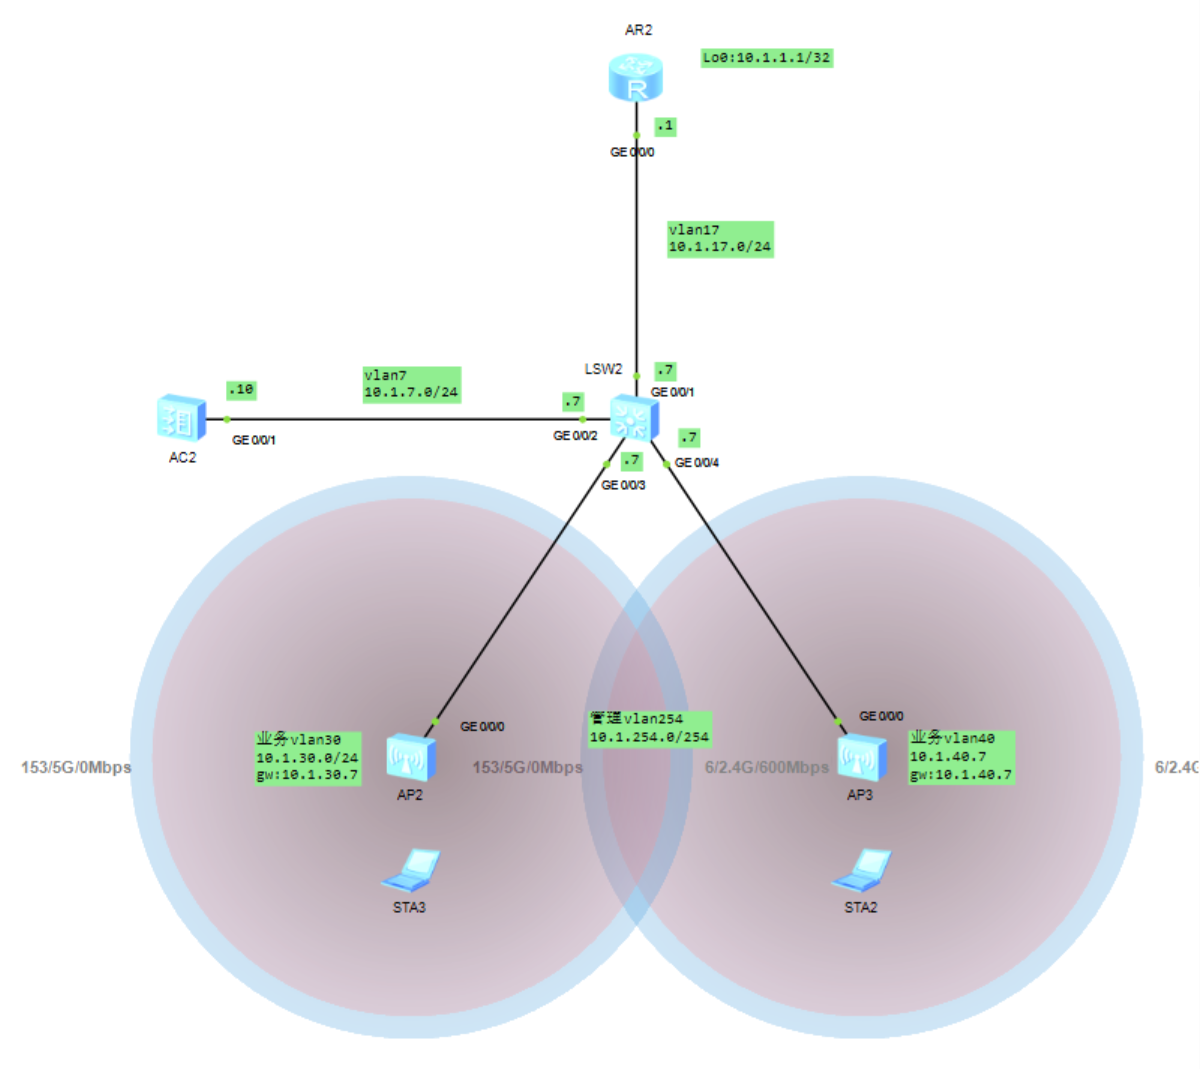 AR2
Lo0:10.1.1.1/32
.1
GE 0/0/0
vlan17
10.1.17.0/24
LSW2
.7
GE 0/0/1
vlan7
10.1.7.0/24
.10
.7
GE 0/0/1
GE 0/0/2
AC2
.7
GE 0/0/3
.7
GE 0/0/4
管理vlan254
10.1.254.0/254
GE 0/0/0
业务vlan30
10.1.30.0/24
gw:10.1.30.7
153/5G/0Mbps
153/5G/0Mbps
AP2
STA3
GE 0/0/0
业务vlan40
10.1.40.7
gw:10.1.40.7
6/2.4G/600Mbps
6/2.4G
AP3
STA2